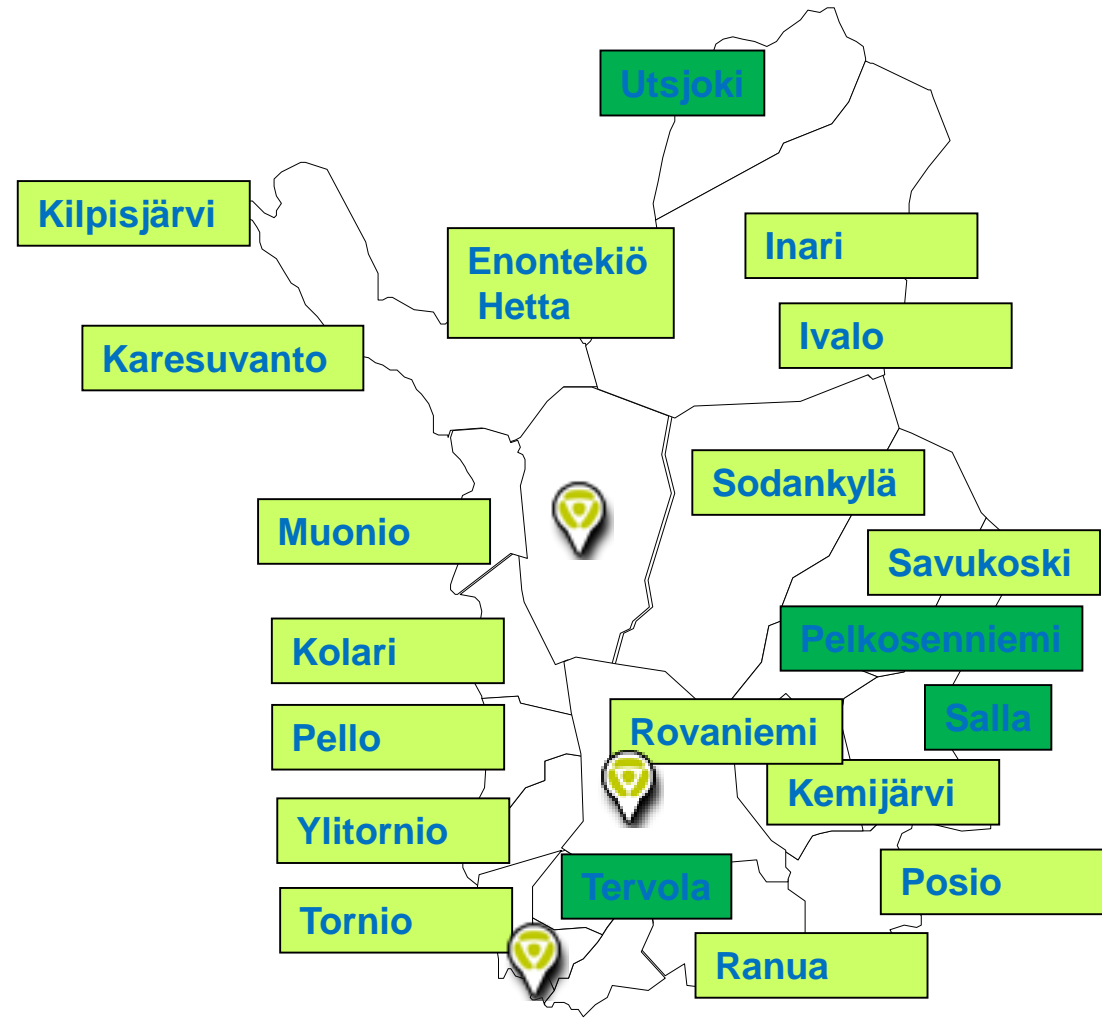 Utsjoki
Kilpisjärvi
Enontekiö
Hetta
Inari
Ivalo
Karesuvanto
Sodankylä
Muonio
Savukoski
Pelkosenniemi
Kolari
Salla
Pello
Rovaniemi
Kemijärvi
Ylitornio
Tervola
Posio
Tornio
Ranua